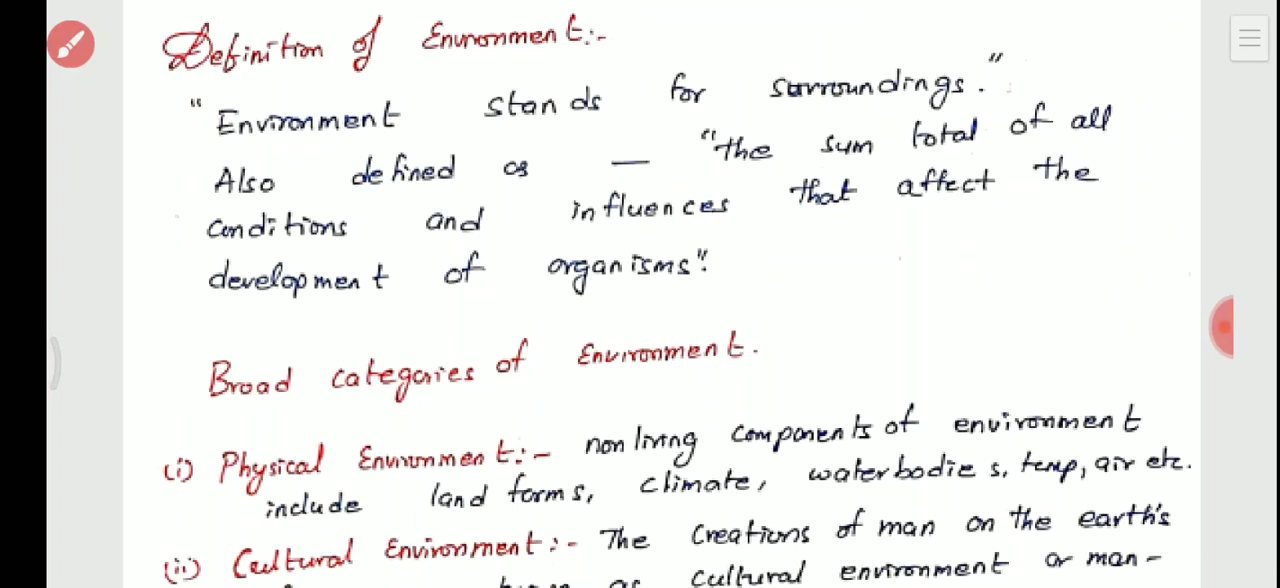 Definition of Environment:-
"Environment stands for surroundings."
Also defined as — "the sum total of all
conditions and influences that affect the
development of organisms".
Broad categories of Environment.
(i) Physical Environment:- non living components of environment
include land forms, climate, waterbodies, temp, air etc.
(ii) Cultural Environment:- The creations of man on the earth's
as cultural environment or man-